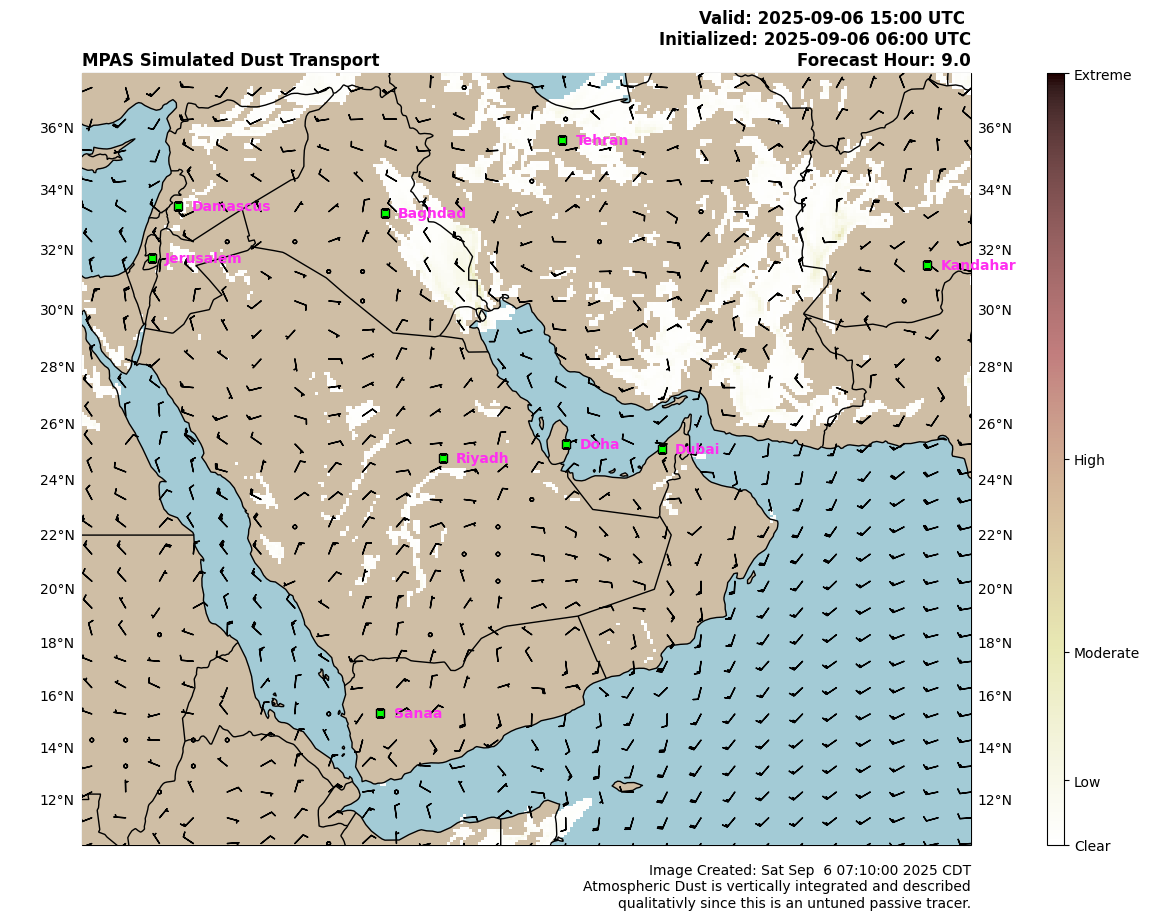 Valid: 2025-09-06 15:00 UTC
Initialized: 2025-09-06 06:00 UTC
MPAS Simulated Dust Transport
Forecast Hour: 9.0
Extreme
36°N
36°N
Tehran
34°N
34°N
Damascus
Baghdad
32°N
32°N
Jerusalem
Kandahar
30°N
30°N
28°N
28°N
26°N
26°N
Doha
Dubai
Riyadh
High
24°N
24°N
22°N
22°N
20°N
20°N
18°N
18°N
Moderate
16°N
16°N
Sanaa
14°N
14°N
Low
12°N
12°N
Clear
Image Created: Sat Sep  6 07:10:00 2025 CDT
Atmospheric Dust is vertically integrated and described
qualitativly since this is an untuned passive tracer.